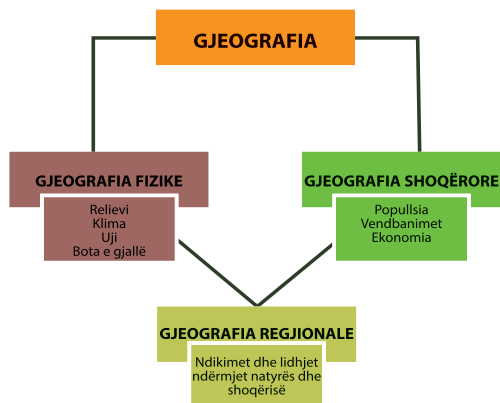 GJEOGRAFIA
GJEOGRAFIA FIZIKE
Relievi
Klima
Uji
Bota e gjallë
GJEOGRAFIA SHOQËRORE
Popullsia
Vendbanimet
Ekonomia
GJEOGRAFIA REGJIONALE
Ndikimet dhe lidhjet
ndërmjet natyrës dhe
shoqërisë